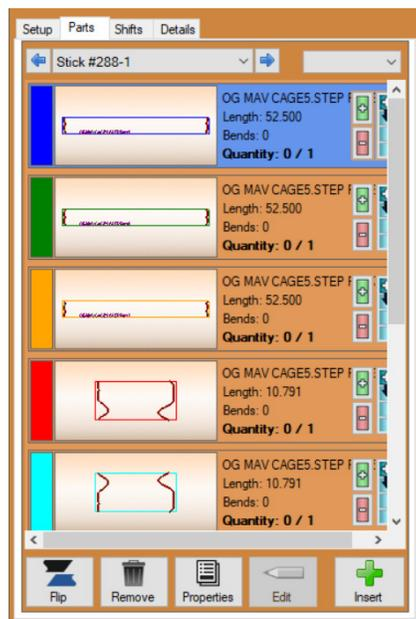 Setup Parts Shifts Details
Stick #288-1
OG MAV CAGE5.STEP
Length: 52.500
Bends: 0
Quantity: 0 / 1
OG MAV CAGE5.STEP
Length: 52.500
Bends: 0
Quantity: 0 / 1
OG MAV CAGE5.STEP
Length: 52.500
Bends: 0
Quantity: 0 / 1
OG MAV CAGE5.STEP
Length: 10.791
Bends: 0
Quantity: 0 / 1
OG MAV CAGE5.STEP
Length: 10.791
Bends: 0
Quantity: 0 / 1
Flip Remove Properties Edit Insert